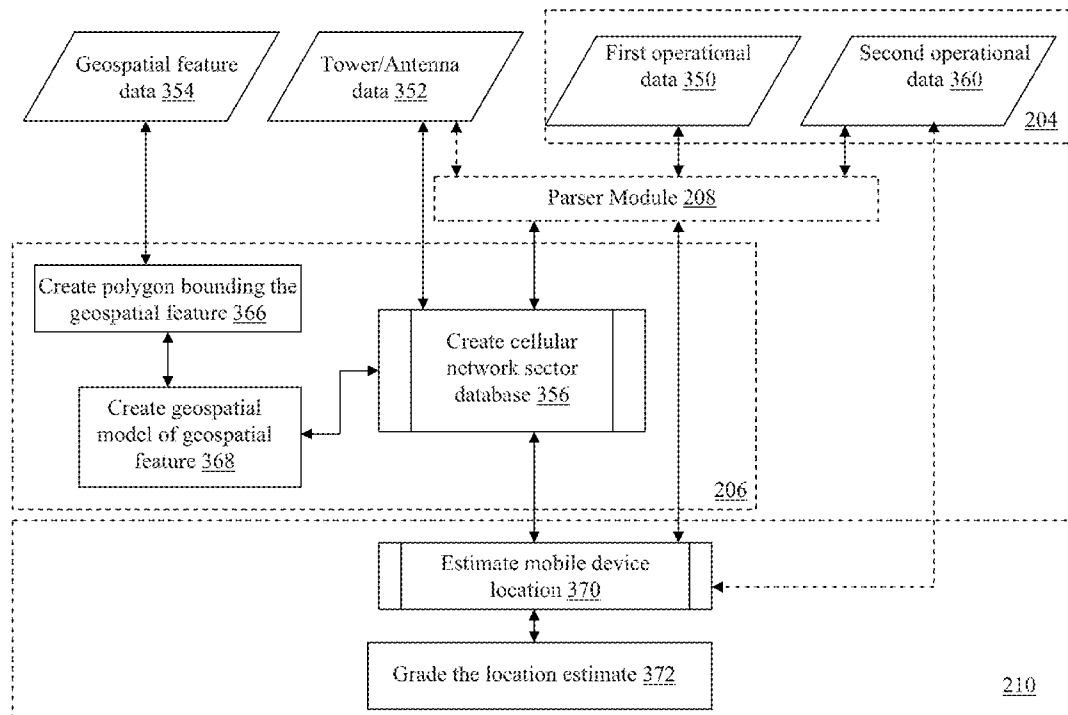 Geospatial feature
data 354
Tower/Antenna
data 352
First operational
data 350
Second operational
data 360
204
Parser Module 208
Create polygon bounding the
geospatial feature 366
Create geospatial
model of geospatial
feature 368
Create cellular
network sector
database 356
206
Estimate mobile device
location 370
Grade the location estimate 372
210